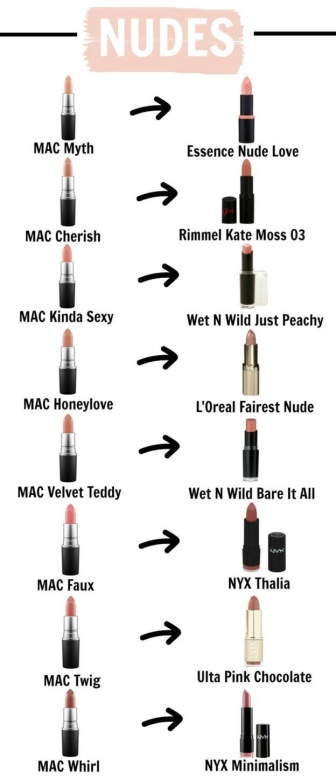 NUDES
MAC Myth
Essence Nude Love
MAC Cherish
Rimmel Kate Moss 03
MAC Kinda Sexy
Wet N Wild Just Peachy
MAC Honeylove
L'Oreal Fairest Nude
MAC Velvet Teddy
Wet N Wild Bare It All
MAC Faux
NYX
NYX Thalia
MAC Twig
Ulta Pink Chocolate
MAC Whirl
NYX
NYX Minimalism